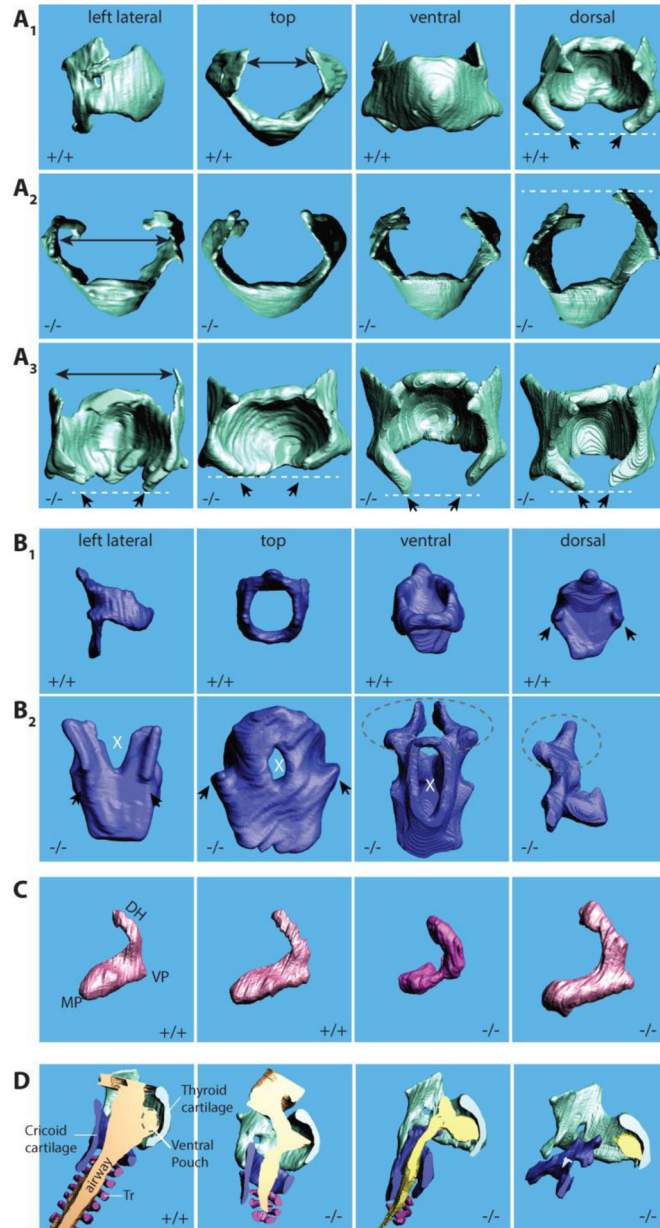 A1
left lateral
top
ventral
dorsal
+/+
+/+
+/+
+/+
A2
-/-
-/-
-/-
-/-
A3
-/-
-/-
-/-
-/-
B1
left lateral
top
ventral
dorsal
+/+
+/+
+/+
+/+
B2
X
X
X
-/-
-/-
-/-
-/-
C
DH
VP
MP
+/+
+/+
-/-
-/-
D
Thyroid
cartilage
Cricoid
cartilage
Ventral
Pouch
airway
Tr
+/+
-/-
-/-
-/-